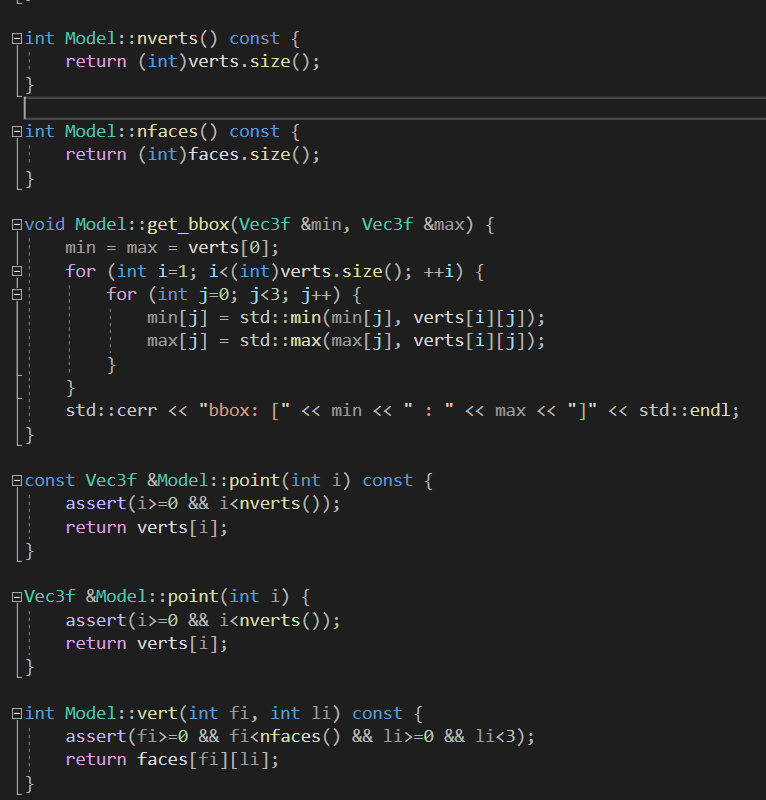 int Model::nverts() const {
    return (int)verts.size();
}

int Model::nfaces() const {
    return (int)faces.size();
}

void Model::get_bbox(Vec3f &min, Vec3f &max) {
    min = max = verts[0];
    for (int i=1; i<(int)verts.size(); ++i) {
        for (int j=0; j<3; j++) {
            min[j] = std::min(min[j], verts[i][j]);
            max[j] = std::max(max[j], verts[i][j]);
        }
    }
    std::cerr << "bbox: [" << min << " : " << max << "]" << std::endl;
}

const Vec3f &Model::point(int i) const {
    assert(i>=0 && i<nverts());
    return verts[i];
}

Vec3f &Model::point(int i) {
    assert(i>=0 && i<nverts());
    return verts[i];
}

int Model::vert(int fi, int li) const {
    assert(fi>=0 && fi<nfaces() && li>=0 && li<3);
    return faces[fi][li];
}